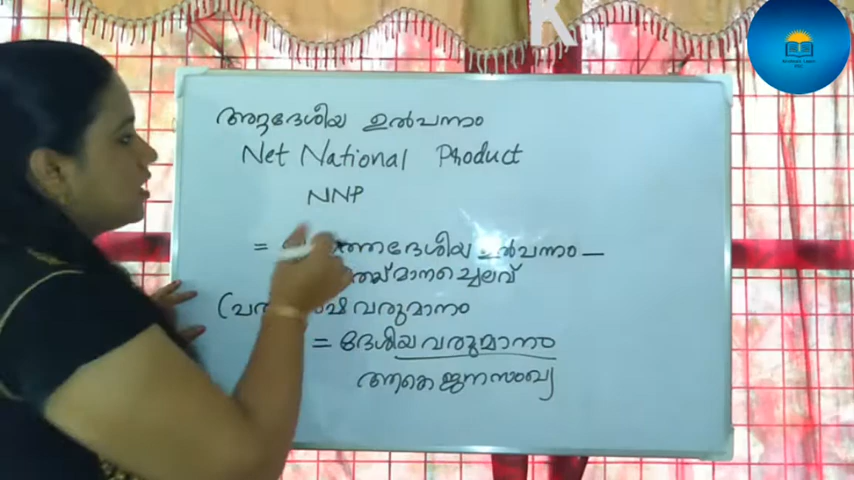 അറ്റദേശീയ ഉൽപന്നം
Net National Product
NNP
= ഉൽപന്നം —
ചെലവ്
വരുമാനം
= ദേശീയ വരുമാനം
ആകെ ജനസംഖ്യ
K